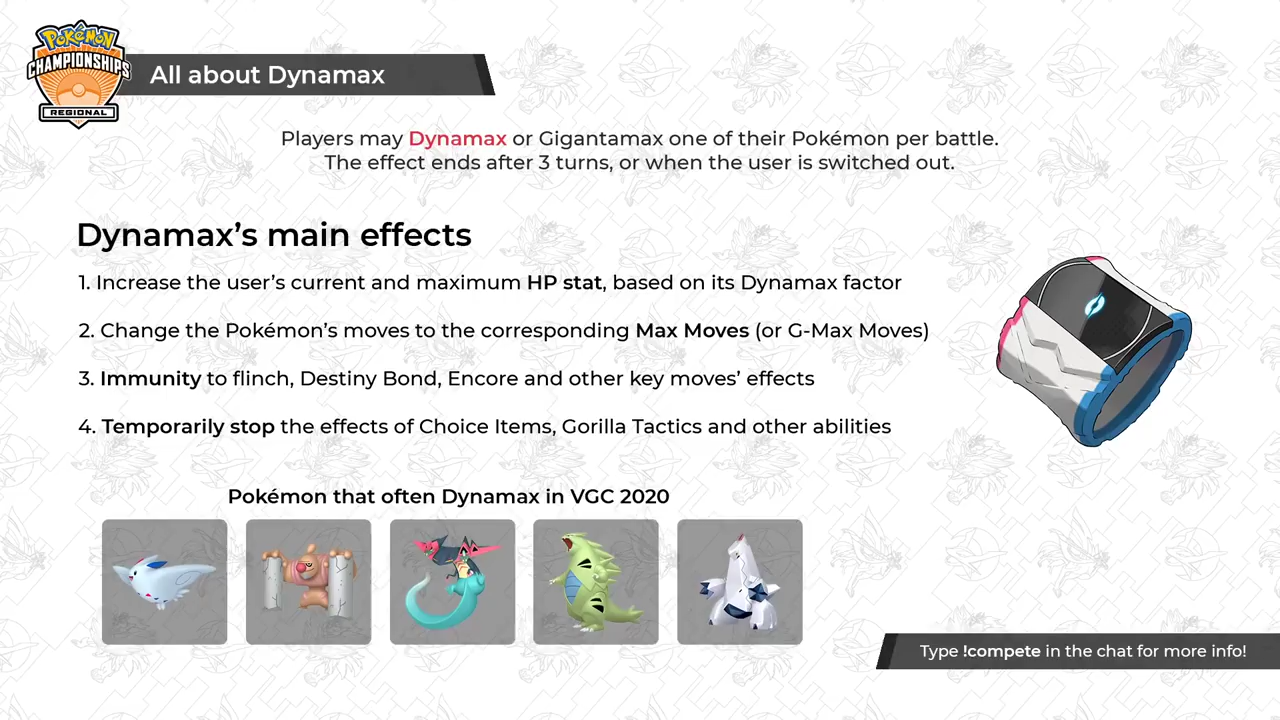 Pokémon
CHAMPIONSHIPS
REGIONAL
All about Dynamax
Players may Dynamax or Gigantamax one of their Pokémon per battle.
The effect ends after 3 turns, or when the user is switched out.
Dynamax’s main effects
1. Increase the user’s current and maximum HP stat, based on its Dynamax factor
2. Change the Pokémon’s moves to the corresponding Max Moves (or G-Max Moves)
3. Immunity to flinch, Destiny Bond, Encore and other key moves’ effects
4. Temporarily stop the effects of Choice Items, Gorilla Tactics and other abilities
Pokémon that often Dynamax in VGC 2020
Type !compete in the chat for more info!